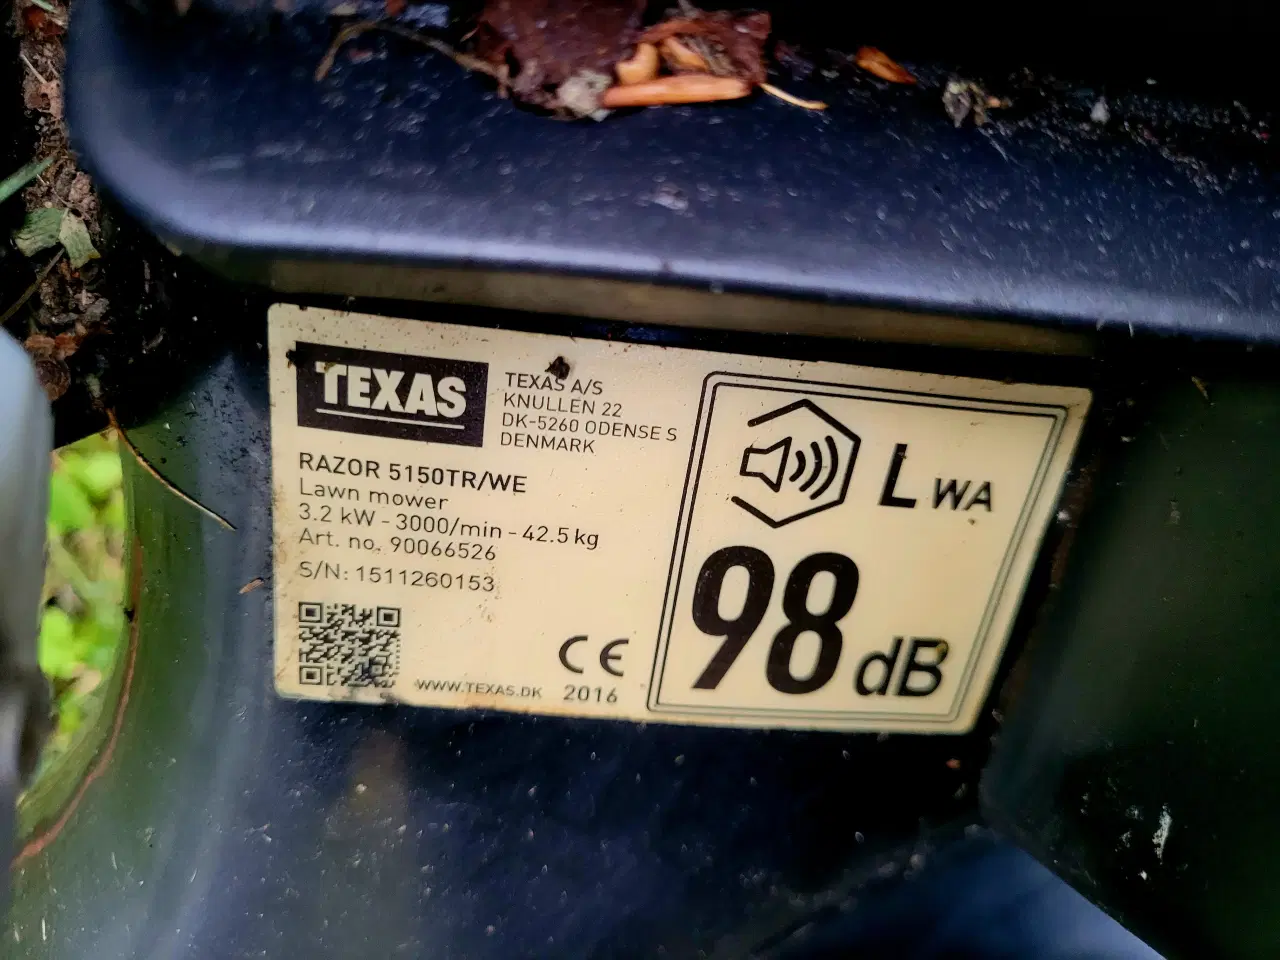 TEXAS
TEXAS A/S
KNULLEN 22
DK-5260 ODENSE S
DENMARK
RAZOR 5150TR/WE
Lawn mower
3.2 kW - 3000/min - 42.5 kg
Art. no. 90066526
S/N: 1511260153
WWW.TEXAS.DK
CE
2016
LWA
98 dB